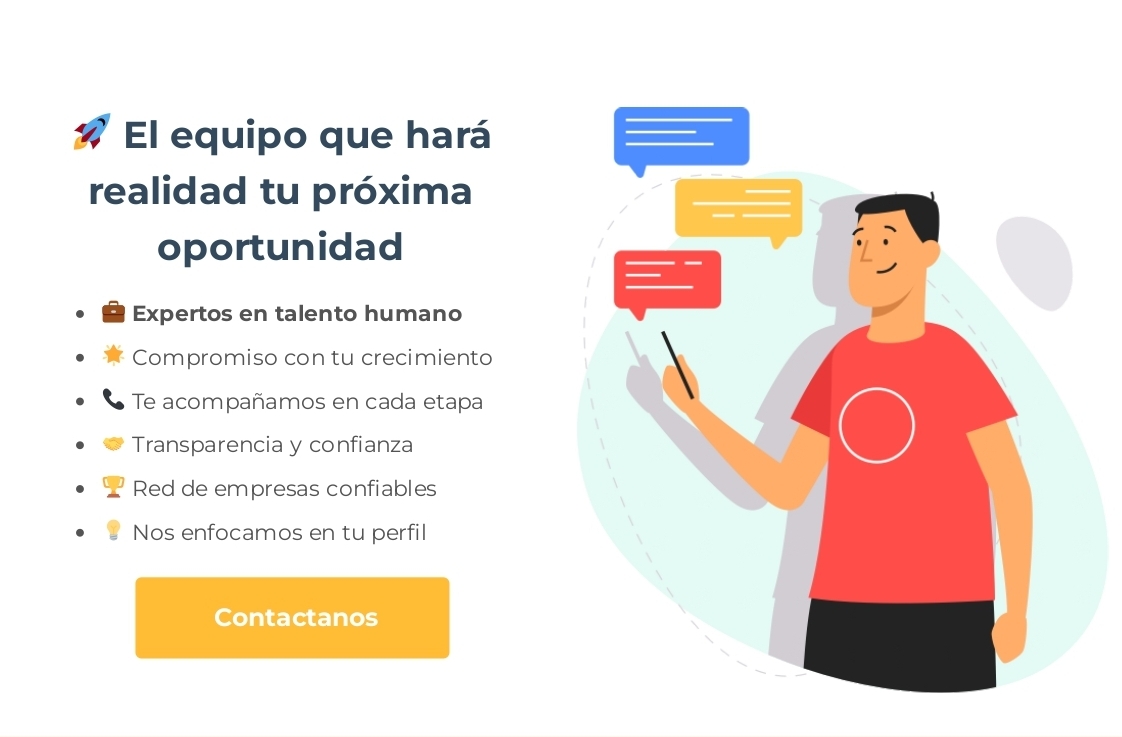 🚀 El equipo que hará
realidad tu próxima
oportunidad
• 💼 Expertos en talento humano
• 🌟 Compromiso con tu crecimiento
• 📞 Te acompañamos en cada etapa
• 🤝 Transparencia y confianza
• 🏆 Red de empresas confiables
• 💡 Nos enfocamos en tu perfil
Contactanos